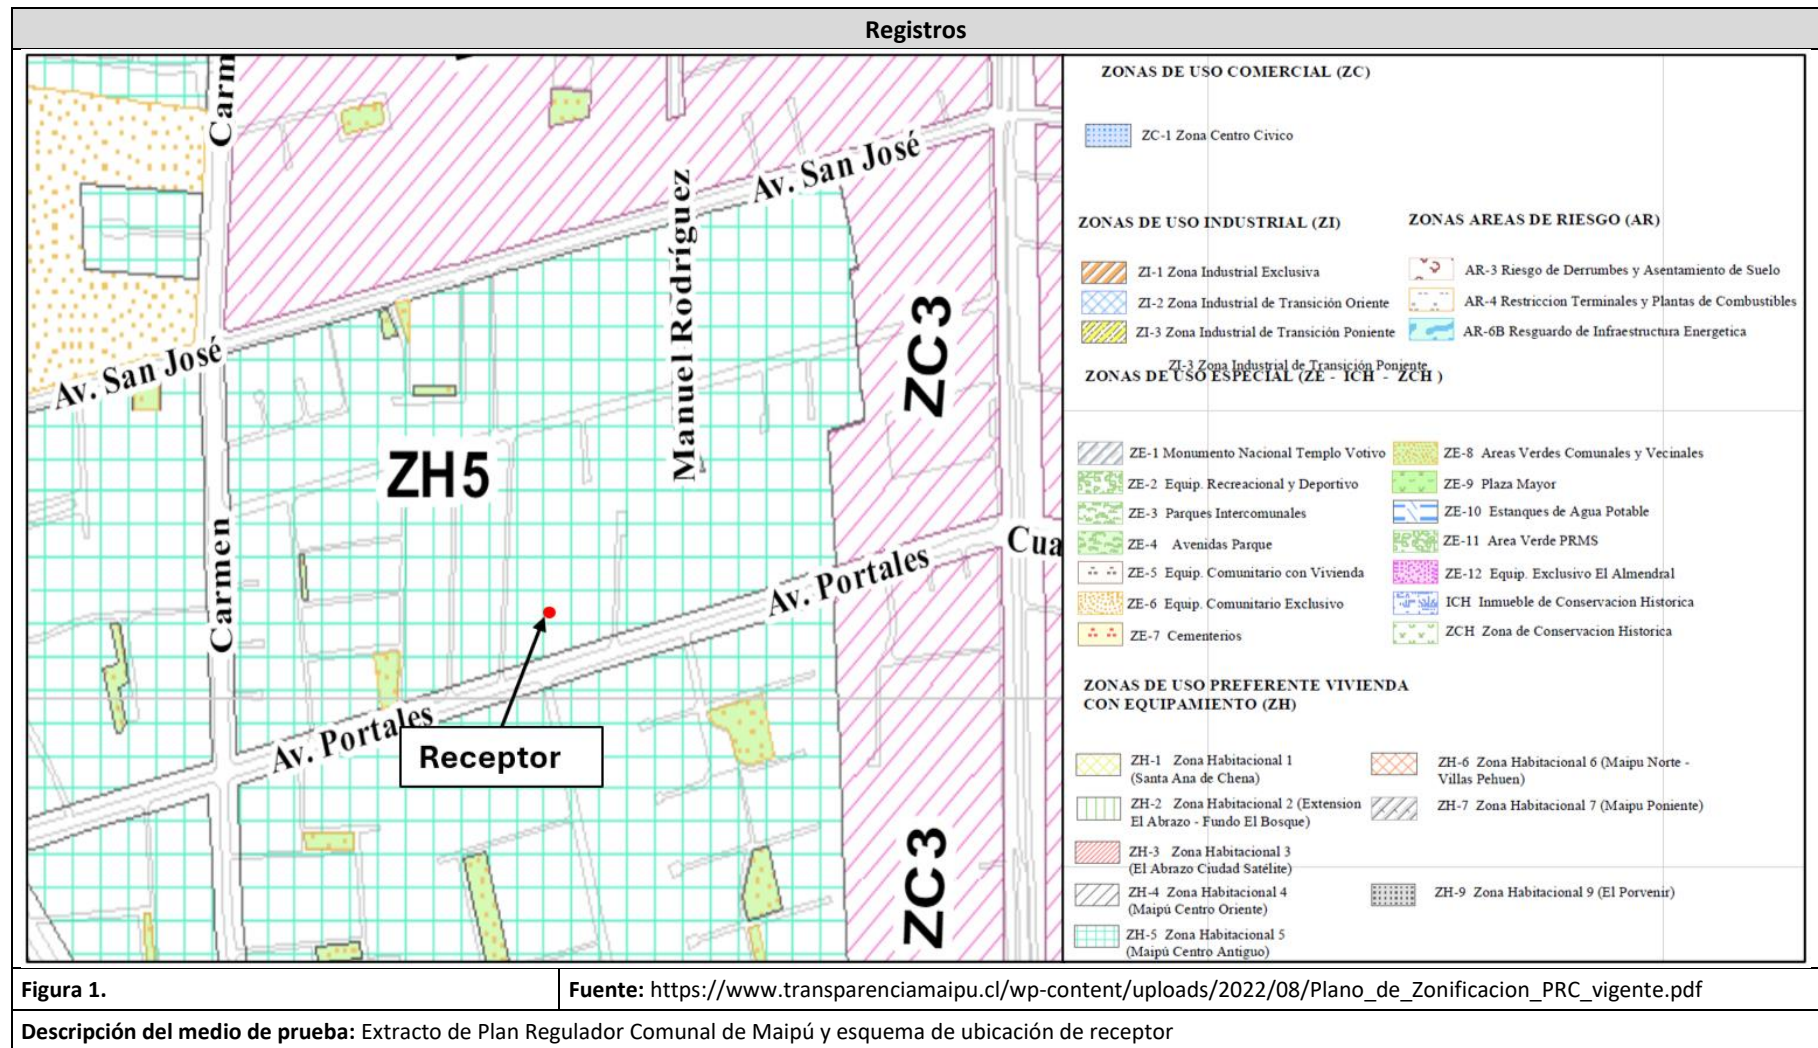 Registros
Carm
Av. San José
Manuel Rodríguez
ZC3
Av. San José
ZH5
Carmen
Av. Portales
Cua
Receptor
Av. Portales
ZC3
ZONAS DE USO COMERCIAL (ZC)
ZC-1 Zona Centro Civico
ZONAS DE USO INDUSTRIAL (ZI)
ZI-1 Zona Industrial Exclusiva
ZI-2 Zona Industrial de Transición Oriente
ZI-3 Zona Industrial de Transición Poniente
ZI-3 Zona Industrial de Transición Poniente
ZONAS AREAS DE RIESGO (AR)
AR-3 Riesgo de Derrumbes y Asentamiento de Suelo
AR-4 Restriccion Terminales y Plantas de Combustibles
AR-6B Resguardo de Infraestructura Energetica
ZONAS DE USO ESPECIAL (ZE - ICH - ZCH )
ZE-1 Monumento Nacional Templo Votivo
ZE-2 Equip. Recreacional y Deportivo
ZE-3 Parques Intercomunales
ZE-4 Avenidas Parque
ZE-5 Equip. Comunitario con Vivienda
ZE-6 Equip. Comunitario Exclusivo
ZE-7 Cementerios
ZE-8 Areas Verdes Comunales y Vecinales
ZE-9 Plaza Mayor
ZE-10 Estanques de Agua Potable
ZE-11 Area Verde PRMS
ZE-12 Equip. Exclusivo El Almendral
ICH Inmueble de Conservacion Historica
ZCH Zona de Conservacion Historica
ZONAS DE USO PREFERENTE VIVIENDA
CON EQUIPAMIENTO (ZH)
ZH-1 Zona Habitacional 1
(Santa Ana de Chena)
ZH-2 Zona Habitacional 2 (Extension
El Abrazo - Fundo El Bosque)
ZH-3 Zona Habitacional 3
(El Abrazo Ciudad Satélite)
ZH-4 Zona Habitacional 4
(Maipú Centro Oriente)
ZH-5 Zona Habitacional 5
(Maipú Centro Antiguo)
ZH-6 Zona Habitacional 6 (Maipu Norte -
Villas Pehuen)
ZH-7 Zona Habitacional 7 (Maipu Poniente)
ZH-9 Zona Habitacional 9 (El Porvenir)
Figura 1.
Fuente: https://www.transparenciamaipu.cl/wp-content/uploads/2022/08/Plano_de_Zonificacion_PRC_vigente.pdf
Descripción del medio de prueba: Extracto de Plan Regulador Comunal de Maipú y esquema de ubicación de receptor